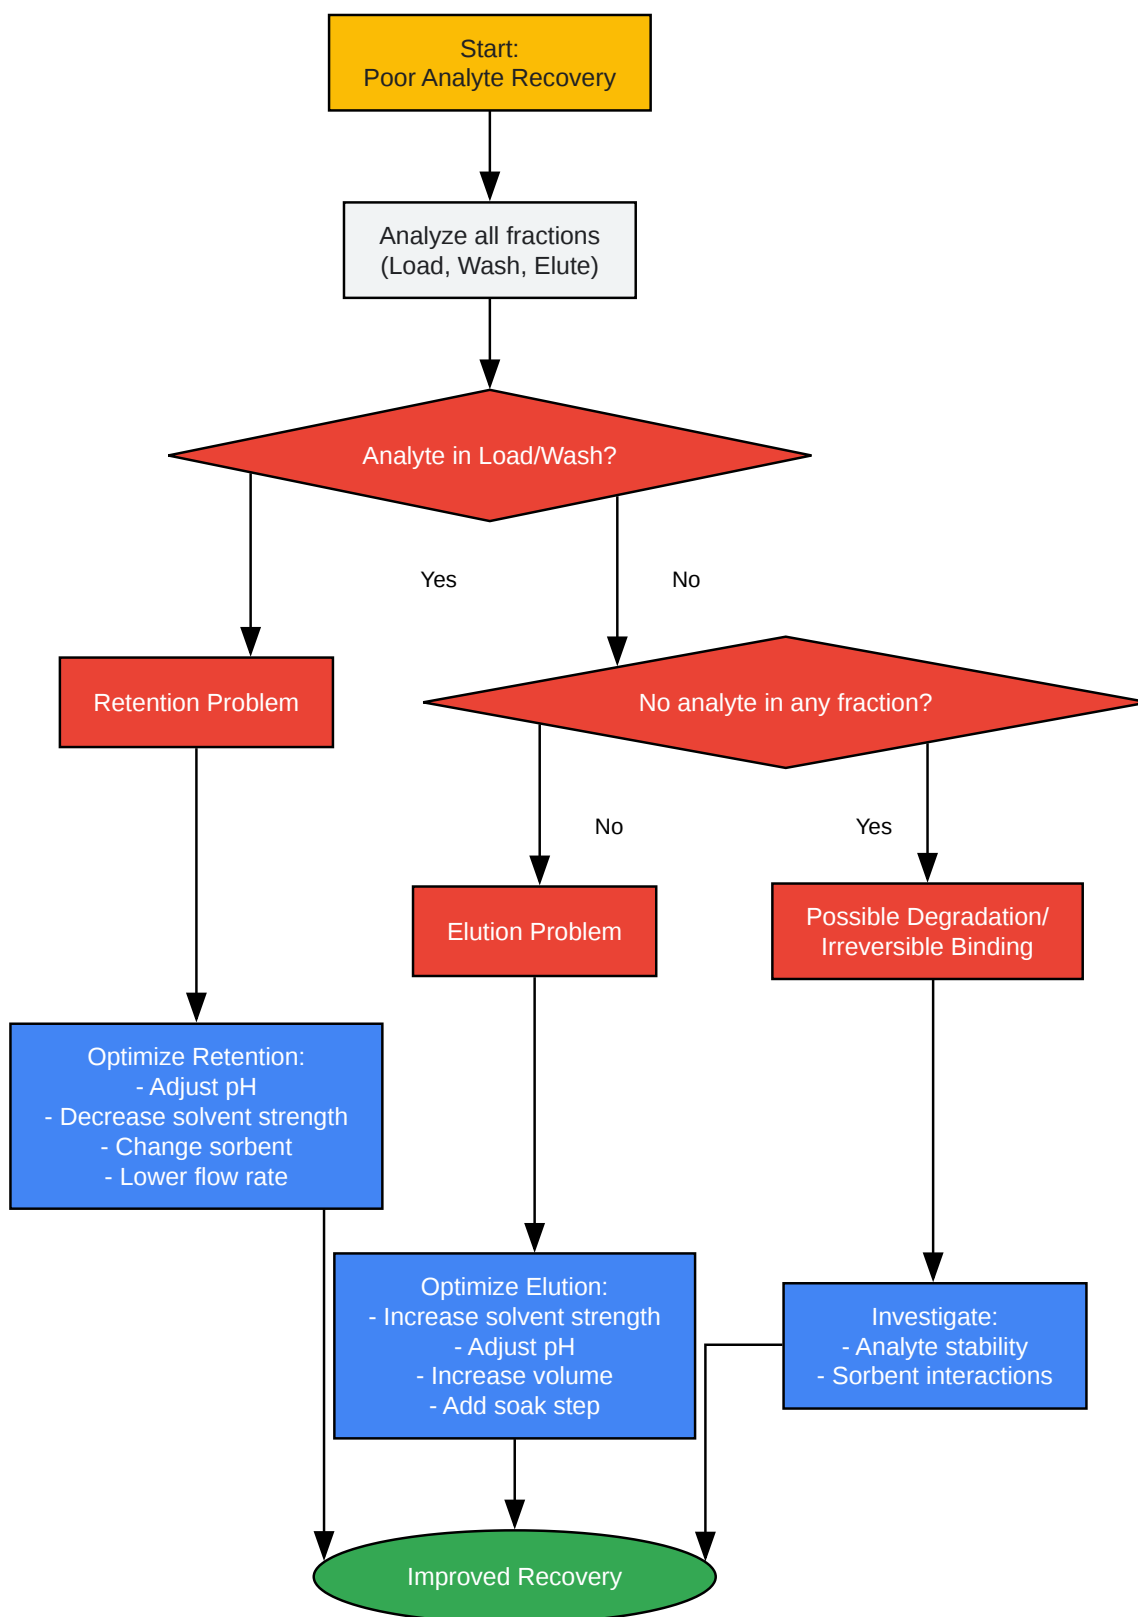 Start:
Poor Analyte Recovery
Analyze all fractions
(Load, Wash, Elute)
Analyte in Load/Wash?
Yes
No
Retention Problem
No analyte in any fraction?
No
Yes
Elution Problem
Possible Degradation/
Irreversible Binding
Optimize Retention:
- Adjust pH
- Decrease solvent strength
- Change sorbent
- Lower flow rate
Optimize Elution:
- Increase solvent strength
- Adjust pH
- Increase volume
- Add soak step
Investigate:
- Analyte stability
- Sorbent interactions
Improved Recovery